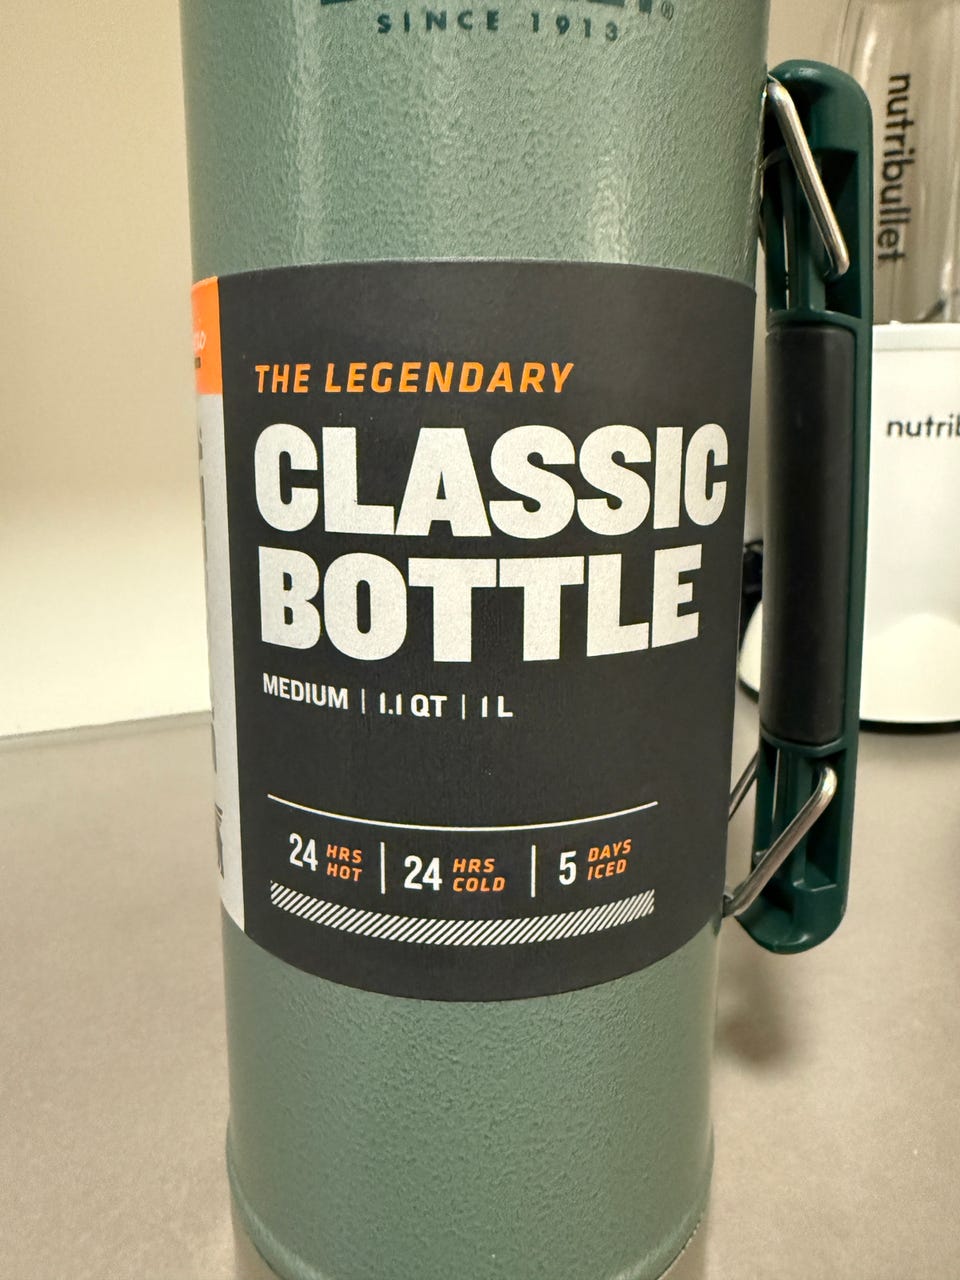 SINCE 1913
THE LEGENDARY
CLASSIC
BOTTLE
MEDIUM | 1.1 QT | 1 L
24 HRS HOT | 24 HRS COLD | 5 DAYS ICED
nutribullet